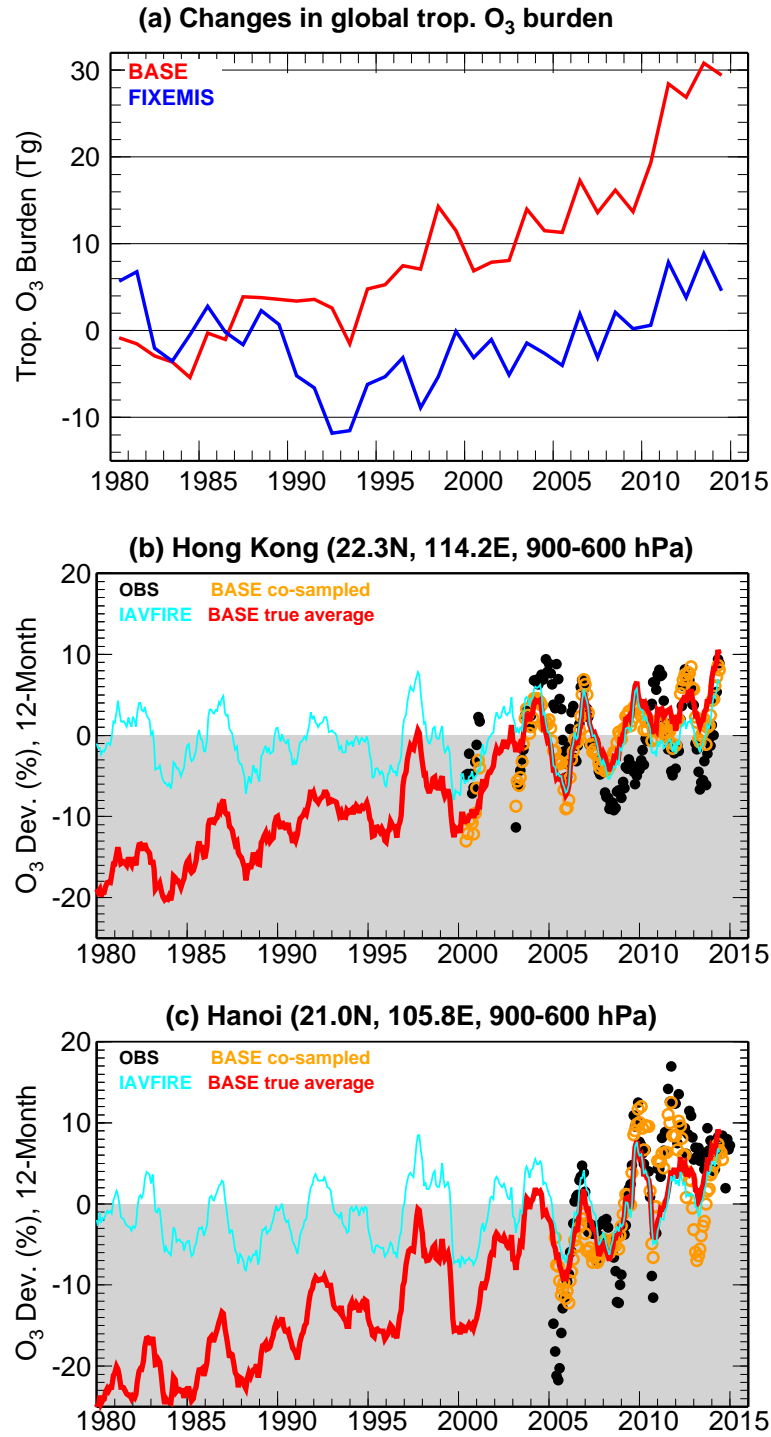 (a) Changes in global trop. O3 burden
BASE
FIXEMIS
Trop. O3 Burden (Tg)
30
20
10
0
-10
1980 1985 1990 1995 2000 2005 2010 2015
(b) Hong Kong (22.3N, 114.2E, 900-600 hPa)
OBS BASE co-sampled
IAVFIRE BASE true average
O3 Dev. (%), 12-Month
20
10
0
-10
-20
1980 1985 1990 1995 2000 2005 2010 2015
(c) Hanoi (21.0N, 105.8E, 900-600 hPa)
OBS BASE co-sampled
IAVFIRE BASE true average
O3 Dev. (%), 12-Month
20
10
0
-10
-20
1980 1985 1990 1995 2000 2005 2010 2015